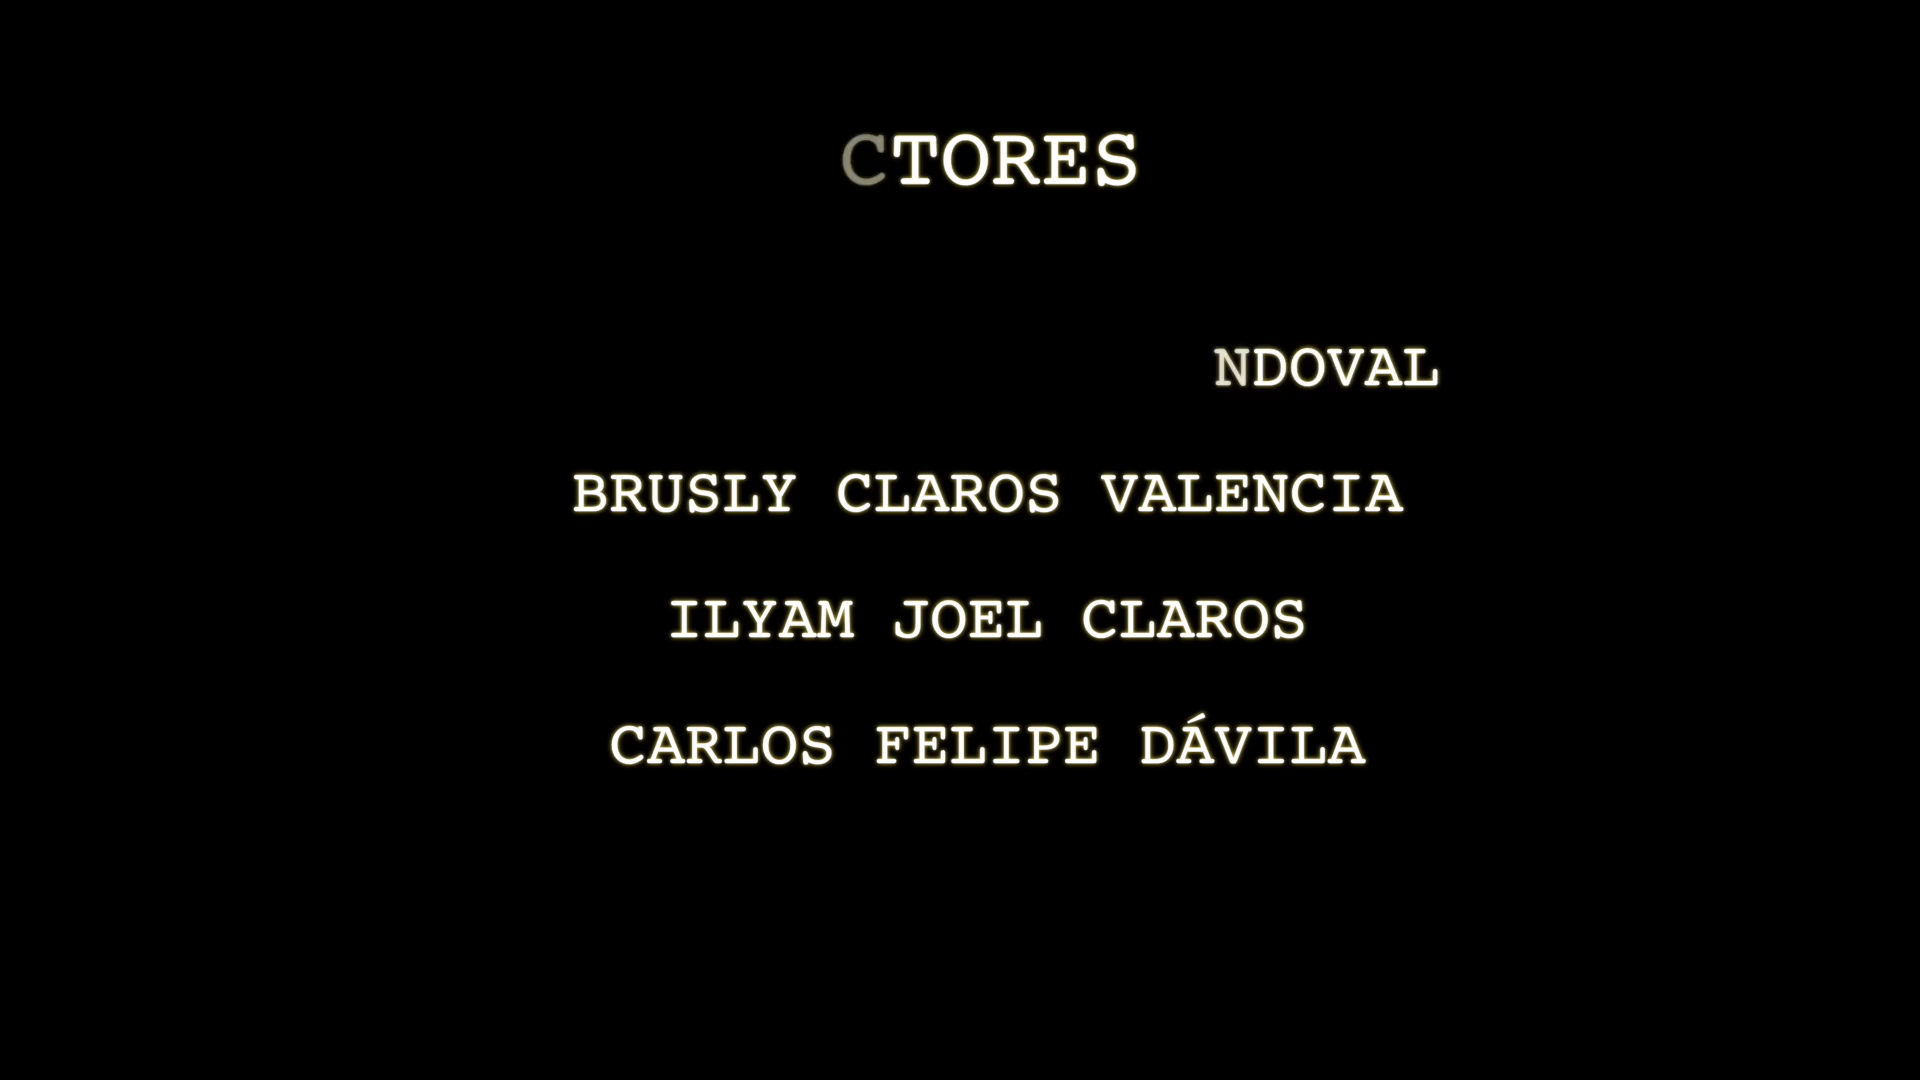 CTORES
NDOVAL
BRUSLY CLAROS VALENCIA
ILYAM JOEL CLAROS
CARLOS FELIPE DÁVILA